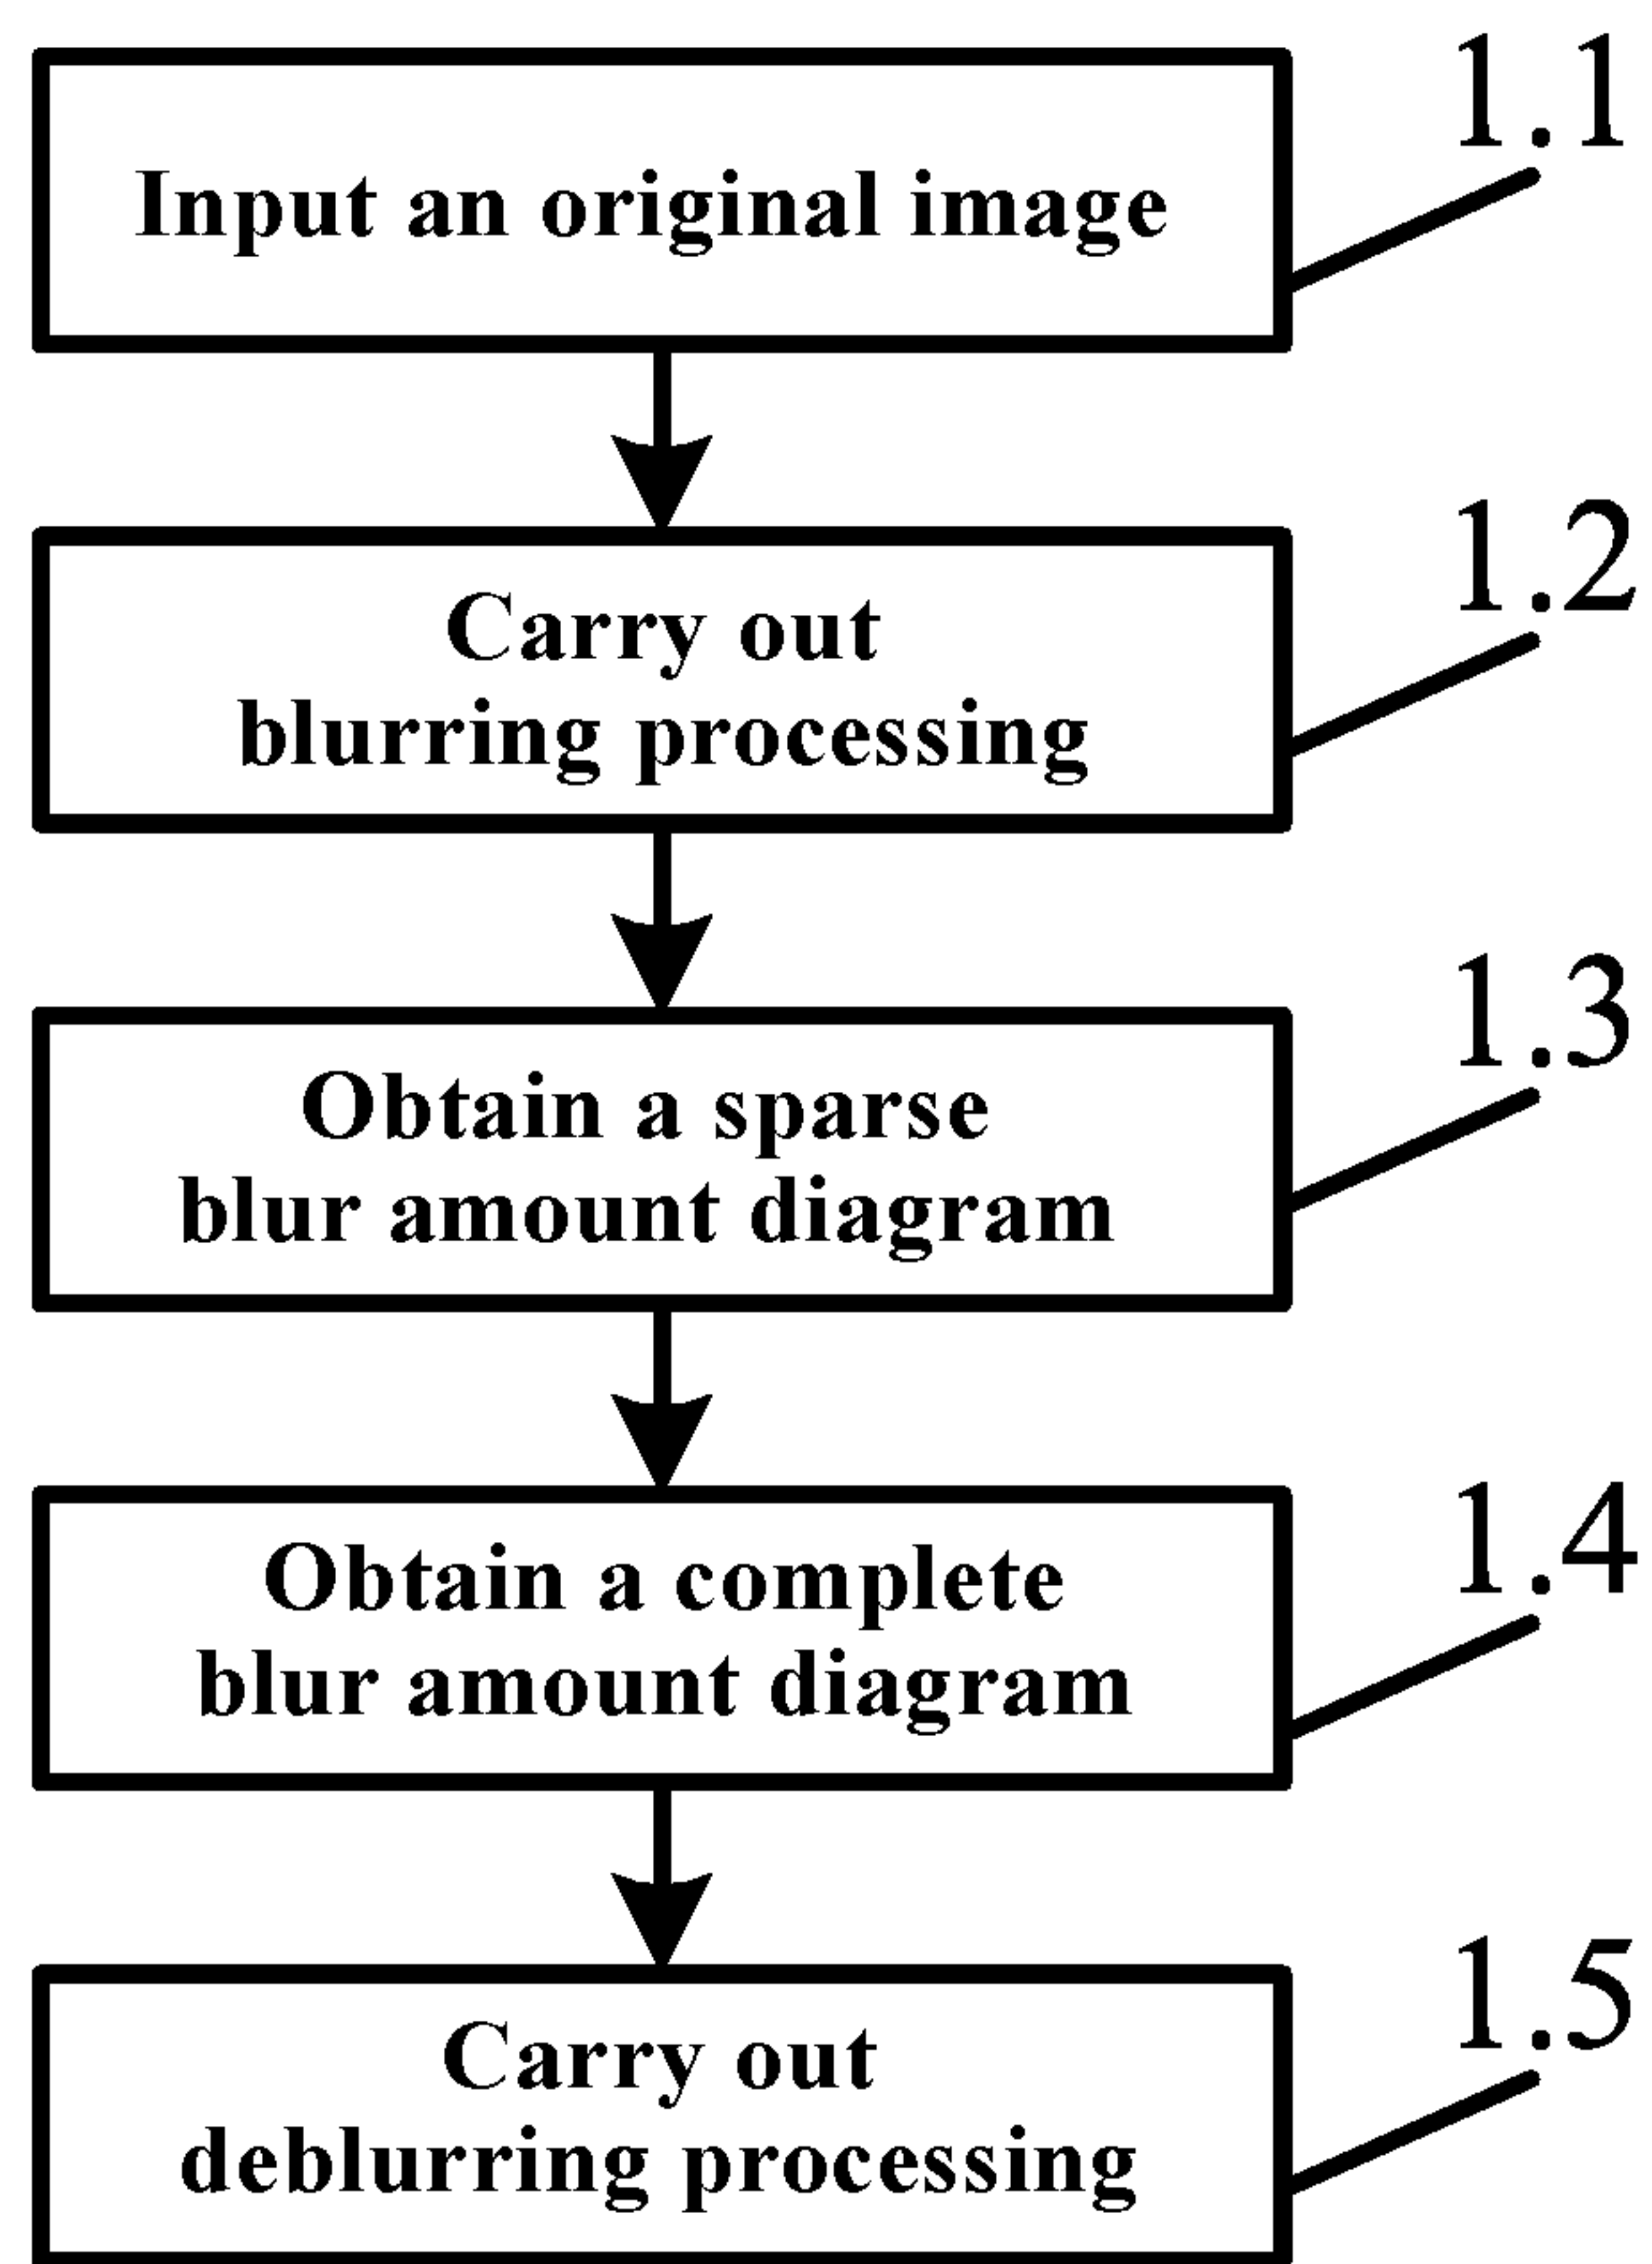 1.1
Input an original image
1.2
Carry out
blurring processing
1.3
Obtain a sparse
blur amount diagram
1.4
Obtain a complete
blur amount diagram
1.5
Carry out
deblurring processing